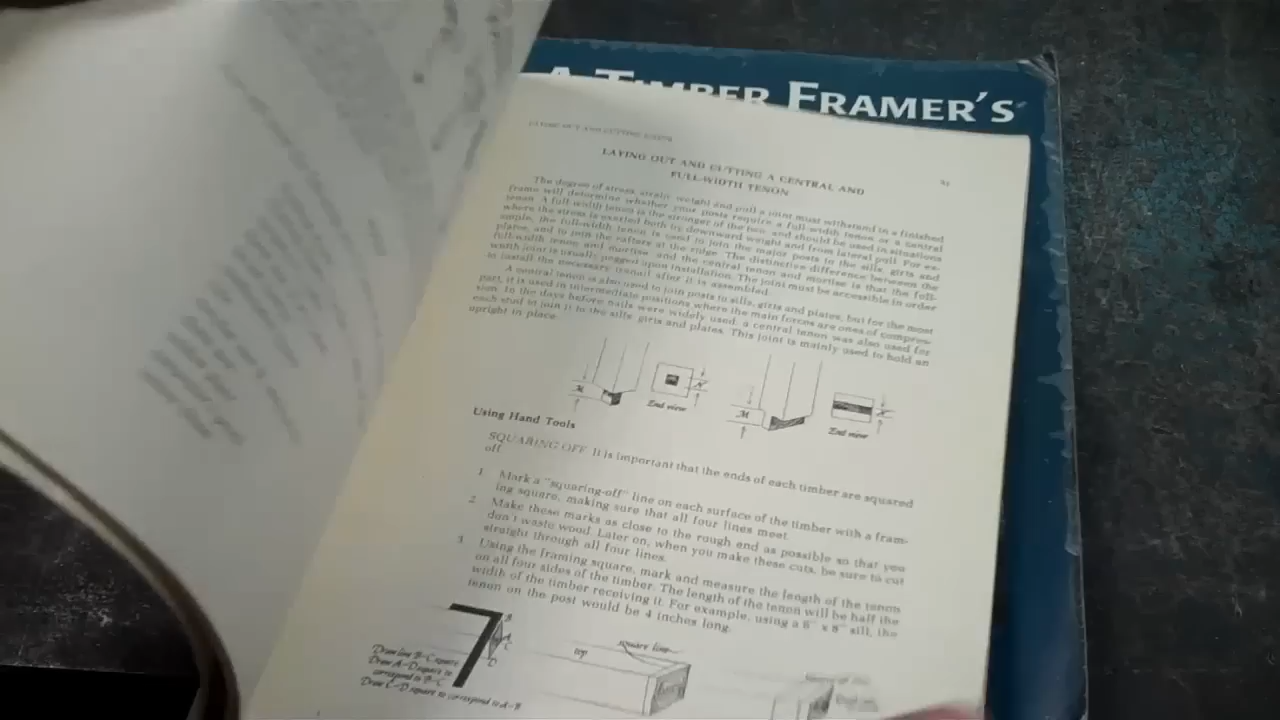 A TIMBER FRAMER'S
LAYING OUT AND CUTTING A CENTRAL AND
FULL-WIDTH TENON
The degree of stress, strain, weight and pull a joint must withstand in a finished
frame will determine whether your posts require a full-width tenon or a central
tenon. A full-width tenon is the stronger of the two and should be used in situations
where the stress is exerted both by downward weight and from lateral pull. For ex-
ample, the full-width tenon is used to join the major posts to the sills, girts and
plates, and to join the rafters at the ridge. The distinctive difference between the
full-width tenon and mortise and the central tenon and mortise is that the full-
width joint is usually pegged upon installation. The joint must be accessible in order
to install the necessary trunnil after it is assembled.
A central tenon is also used to join posts to sills, girts and plates, but for the most
part, it is used in intermediate positions where the main forces are ones of compres-
sion. In the days before nails were widely used, a central tenon was also used for
each stud to join it to the sills, girts and plates. This joint is mainly used to hold an
upright in place.
M
End view
M
End view
Using Hand Tools
SQUARING OFF It is important that the ends of each timber are squared
off.
1 Mark a "squaring-off" line on each surface of the timber with a fram-
ing square, making sure that all four lines meet.
2 Make these marks as close to the rough end as possible so that you
don't waste wood. Later on, when you make these cuts, be sure to cut
straight through all four lines.
3 Using the framing square, mark and measure the length of the tenon
on all four sides of the timber. The length of the tenon will be half the
width of the timber receiving it. For example, using a 6" x 8" sill, the
tenon on the post would be 4 inches long.
B
A
C
D
Draw line B-C square
Draw A-D square to
correspond to B-C
Draw C-D square to correspond to A-B
top
square line